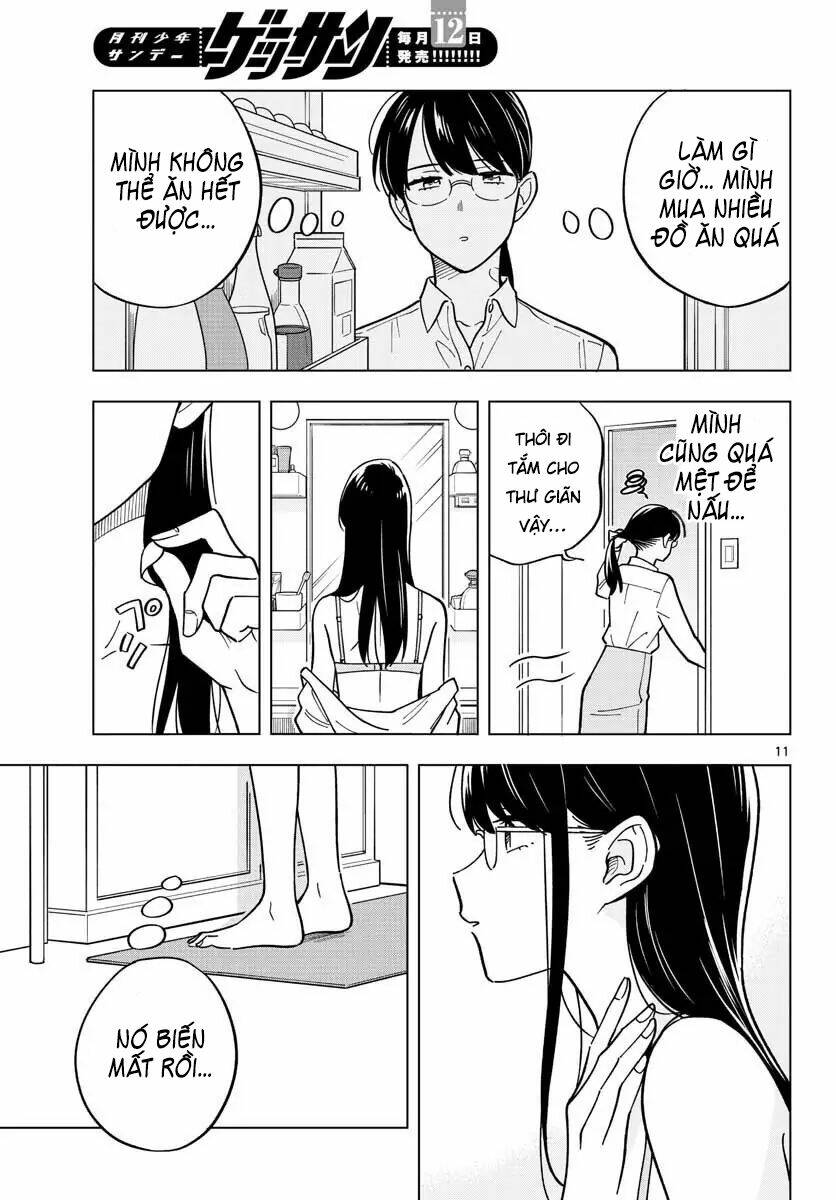 月刊少年
サンデー
ゲッサン
毎月12日
発売!!!!!!!!!
LÀM GÌ
GIỜ... MÌNH
MUA NHIỀU
ĐỒ ĂN QUÁ
MÌNH KHÔNG
THỂ ĂN HẾT
ĐƯỢC...
MÌNH
CŨNG QUÁ
MỆT ĐỂ
NẤU...
THÔI ĐI
TẮM CHO
THƯ GIÃN
VẬY...
プ
11
NÓ BIẾN
MẤT RỒI...